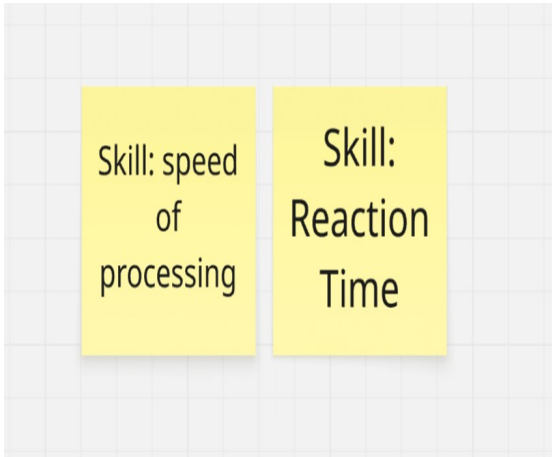 Skill: speed
of
processing
Skill:
Reaction
Time